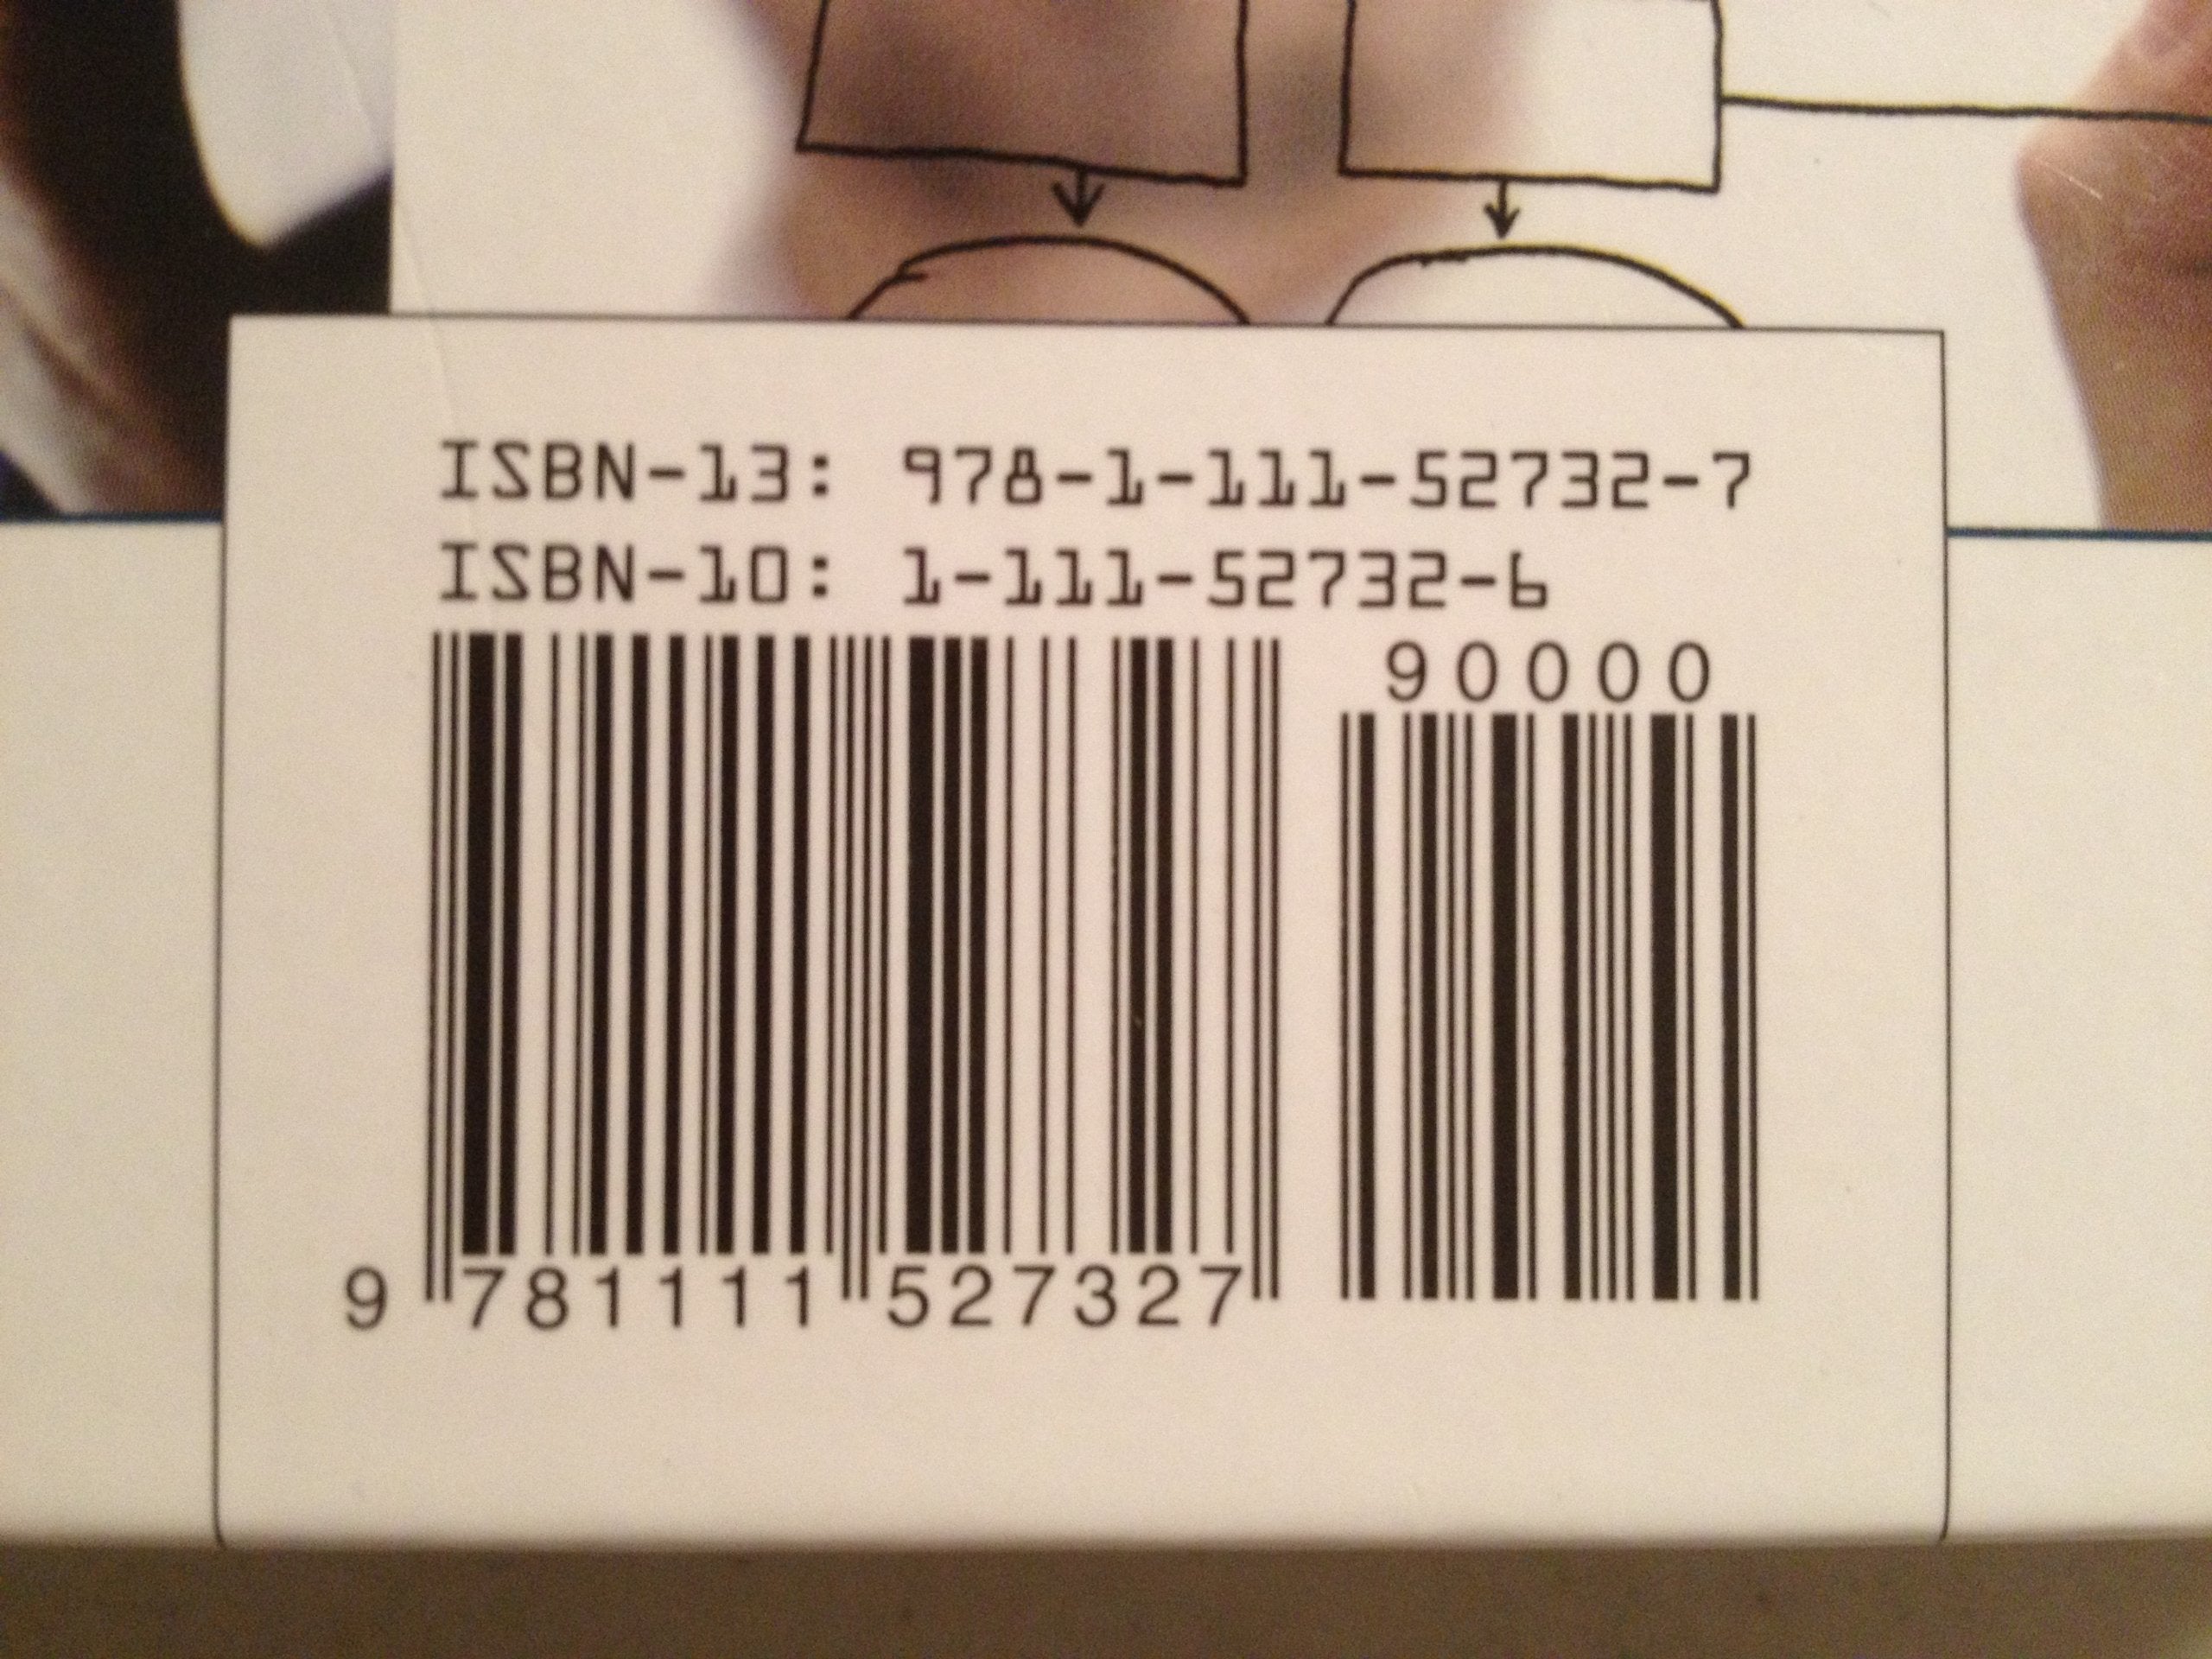 ISBN-13: 978-1-111-52732-7
ISBN-10: 1-111-52732-6
90000
9 781111 527327